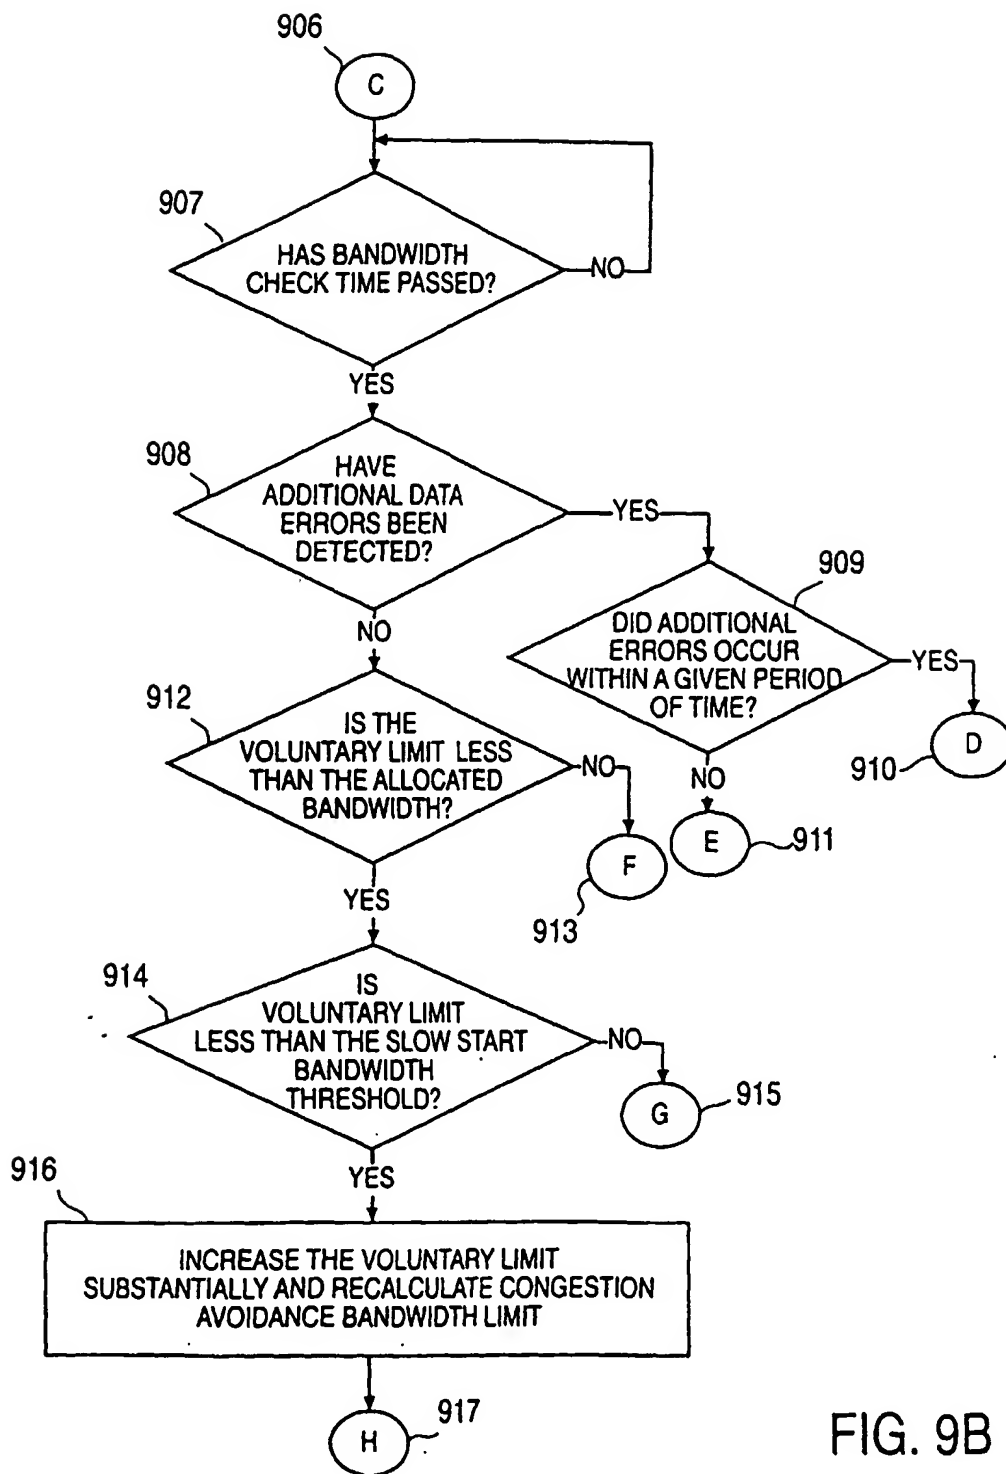 906
C
907
HAS BANDWIDTH
CHECK TIME PASSED?
NO
YES
908
HAVE
ADDITIONAL DATA
ERRORS BEEN
DETECTED?
YES
909
DID ADDITIONAL
ERRORS OCCUR
WITHIN A GIVEN PERIOD
OF TIME?
YES
D
910
NO
E
911
NO
912
IS THE
VOLUNTARY LIMIT LESS
THAN THE ALLOCATED
BANDWIDTH?
NO
F
913
YES
914
IS
VOLUNTARY LIMIT
LESS THAN THE SLOW START
BANDWIDTH
THRESHOLD?
NO
G
915
YES
916
INCREASE THE VOLUNTARY LIMIT
SUBSTANTIALLY AND RECALCULATE CONGESTION
AVOIDANCE BANDWIDTH LIMIT
H
917
FIG. 9B